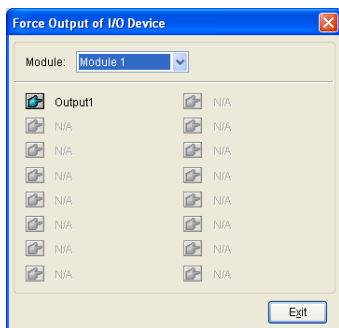 Force Output of I/O Device
Module: Module 1
Output1 N/A
N/A N/A
N/A N/A
N/A N/A
N/A N/A
N/A N/A
N/A N/A
N/A N/A
Exit